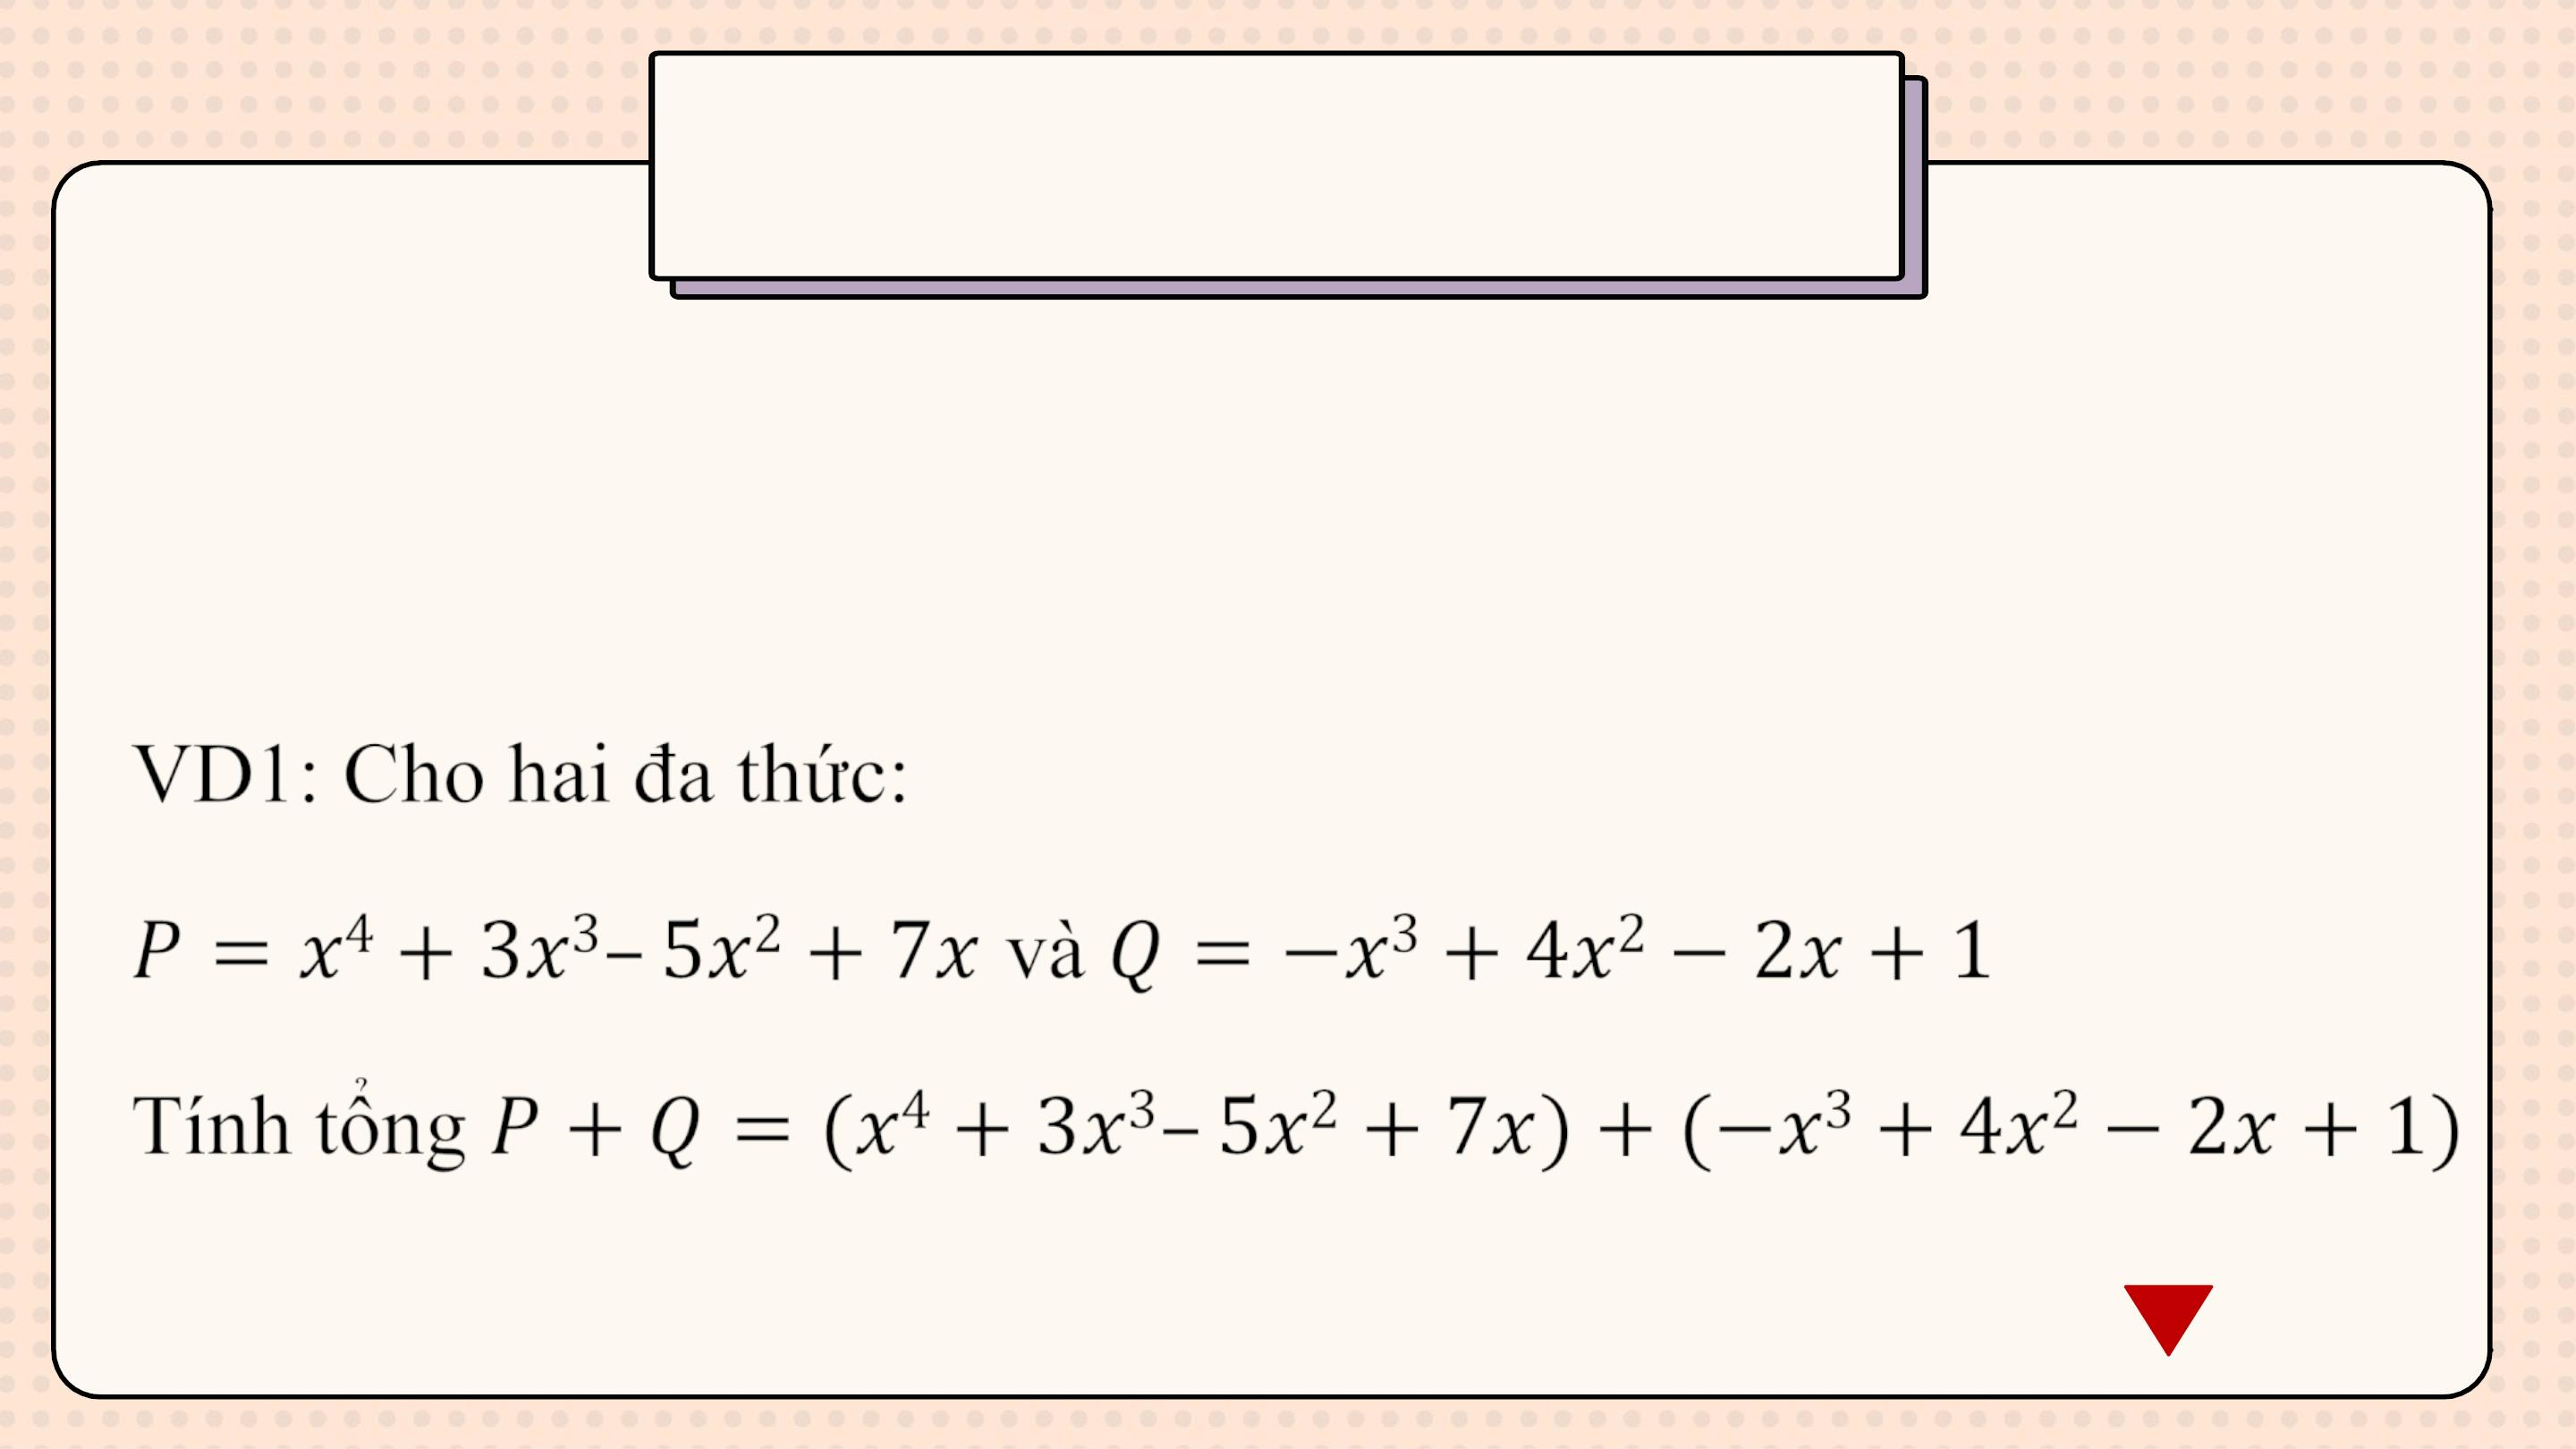 VD1: Cho hai đa thức:
P = x⁴ + 3x³– 5x² + 7x và Q = −x³ + 4x² − 2x + 1
Tính tổng P + Q = (x⁴ + 3x³– 5x² + 7x) + (−x³ + 4x² − 2x + 1)